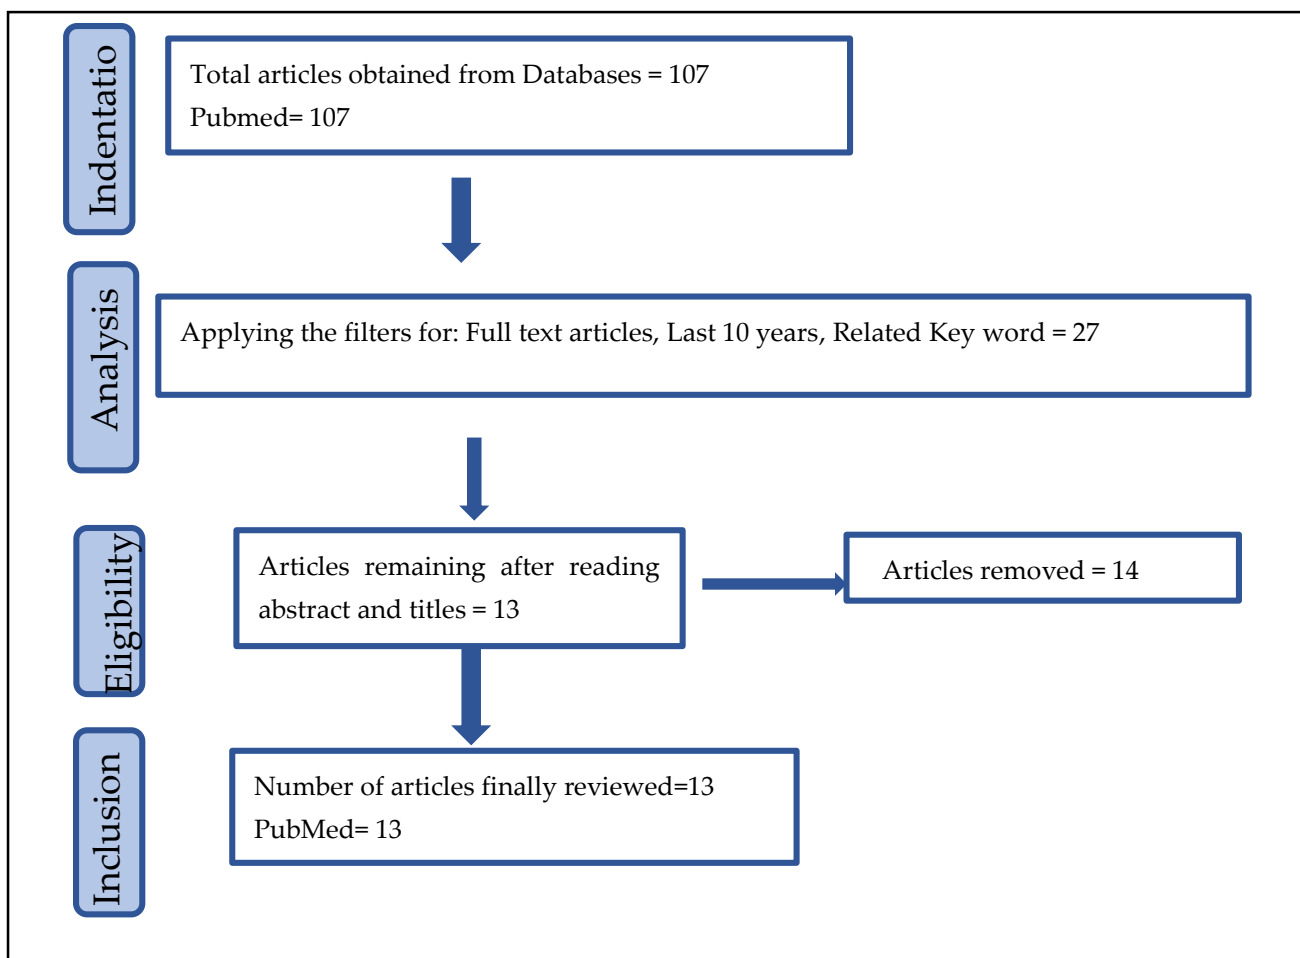 Indentatio
Total articles obtained from Databases = 107
Pubmed= 107
Analysis
Applying the filters for: Full text articles, Last 10 years, Related Key word = 27
Eligibility
Articles remaining after reading
abstract and titles = 13
Articles removed = 14
Inclusion
Number of articles finally reviewed=13
PubMed= 13